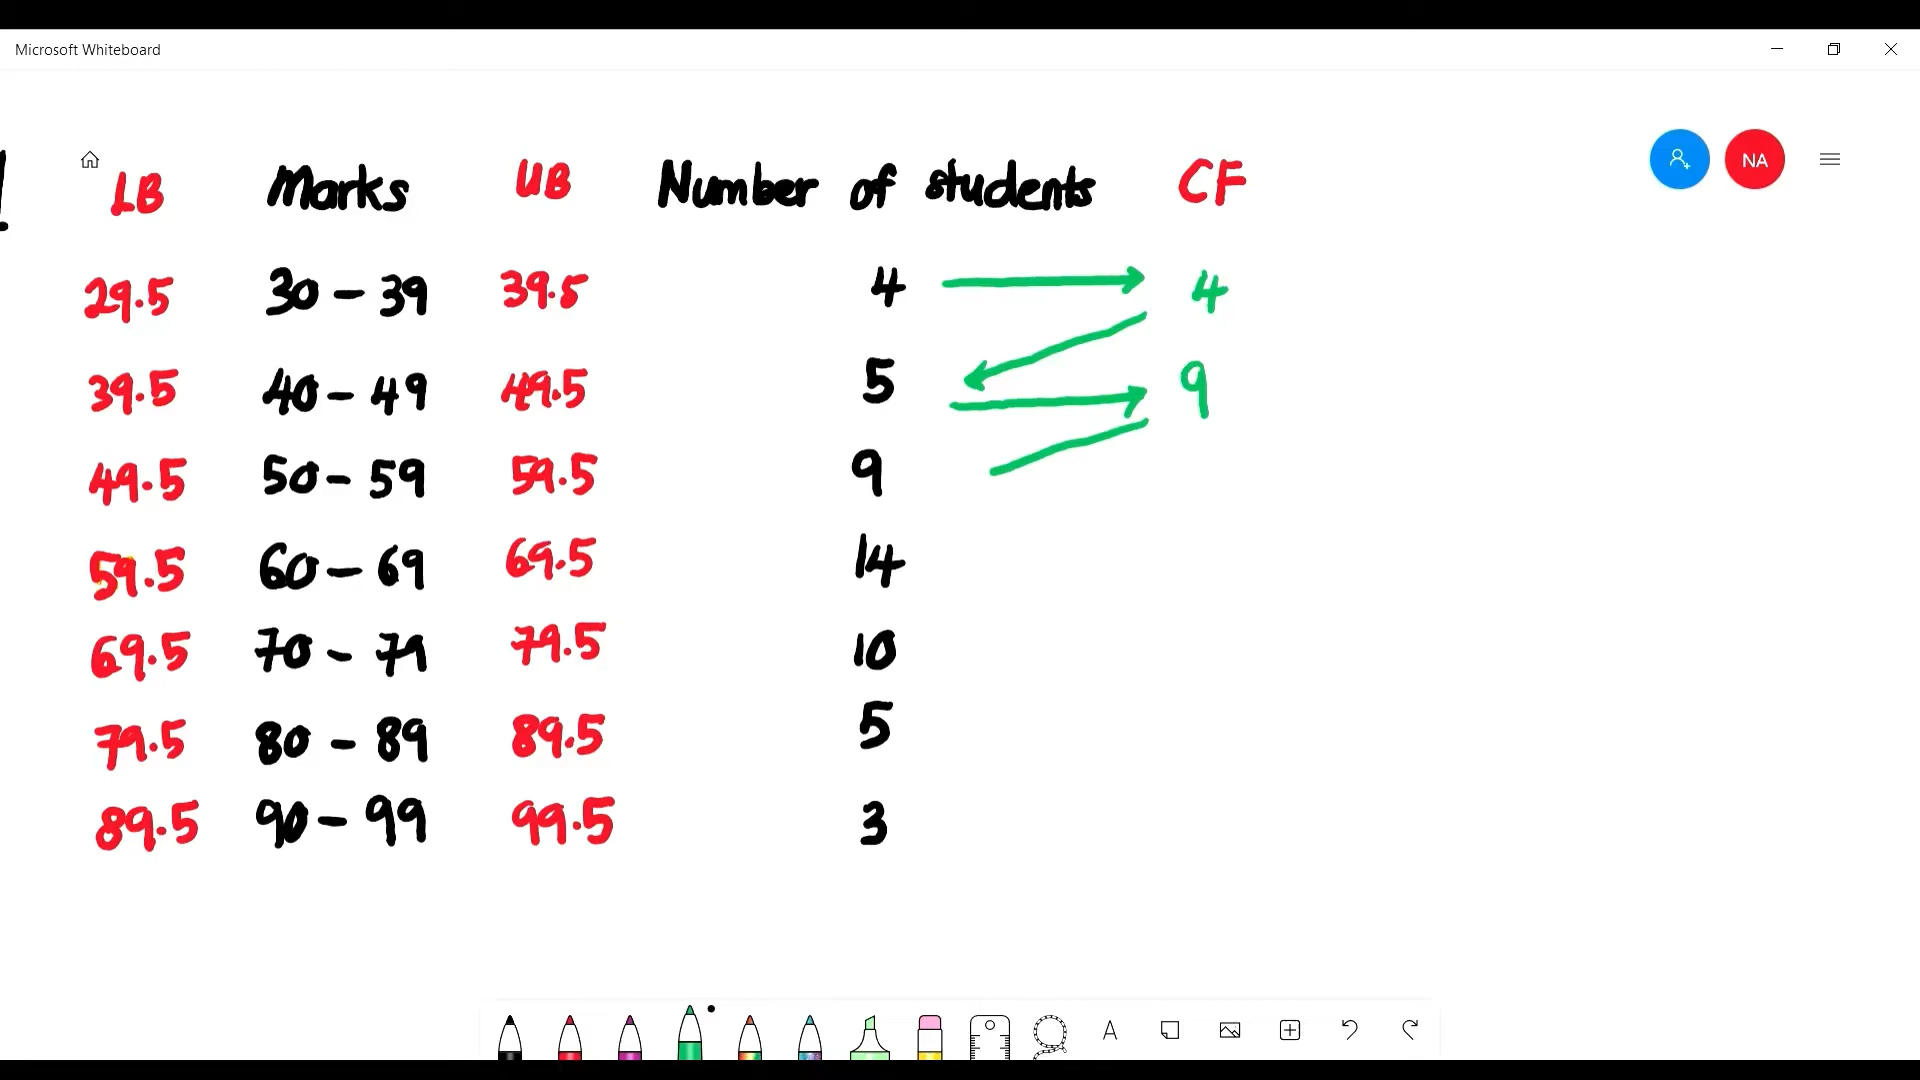 Microsoft Whiteboard
NA
! LB Marks UB Number of students CF
29.5 30 - 39 39.5 4 4
39.5 40 - 49 49.5 5 9
49.5 50 - 59 59.5 9
59.5 60 - 69 69.5 14
69.5 70 - 79 79.5 10
79.5 80 - 89 89.5 5
89.5 90 - 99 99.5 3
A